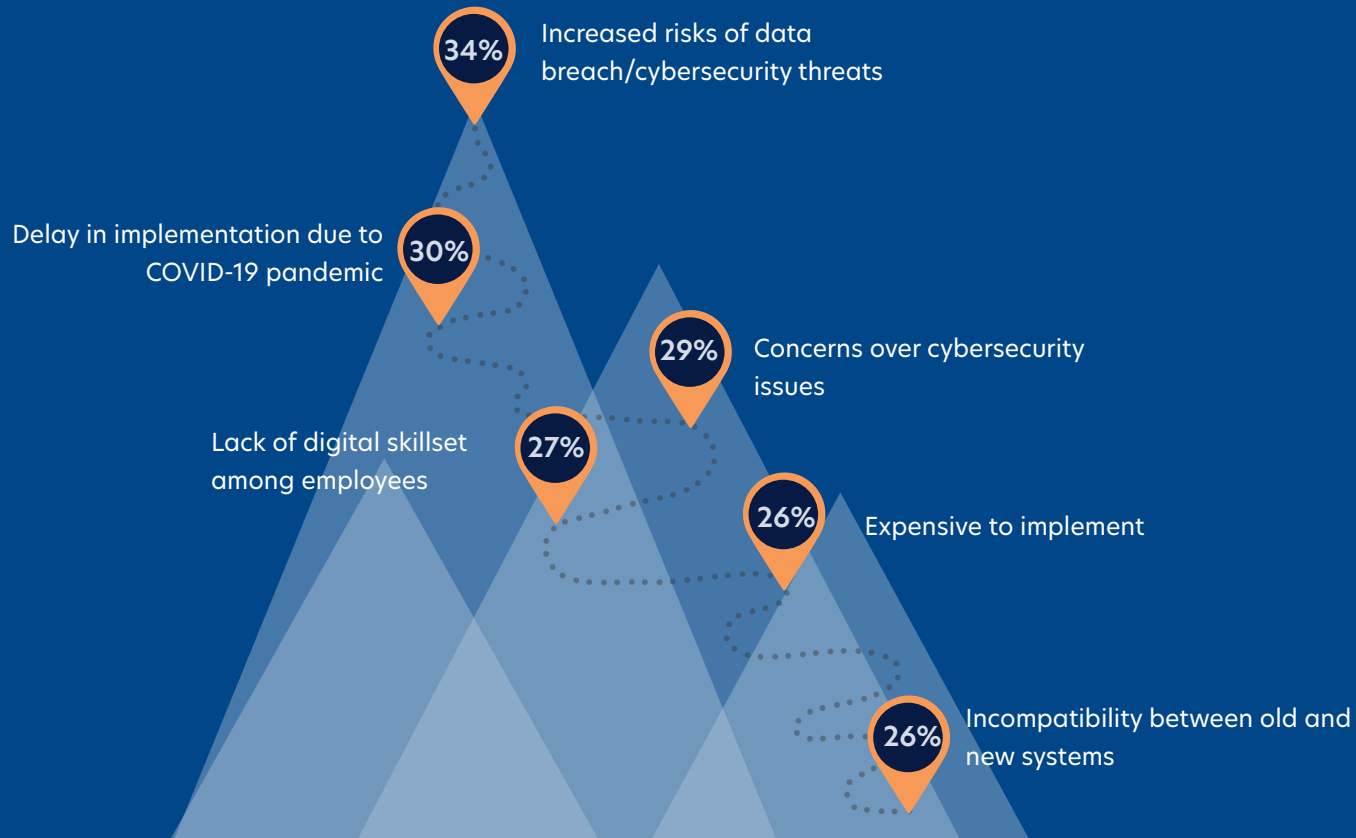 34%
Increased risks of data
breach/cybersecurity threats
Delay in implementation due to
COVID-19 pandemic
30%
29%
Concerns over cybersecurity
issues
Lack of digital skillset
among employees
27%
26%
Expensive to implement
26%
Incompatibility between old and
new systems